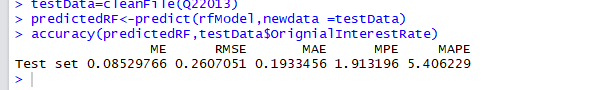 > testData=cleanFile(Q22013)
> predictedRF<-predict(rfModel,newdata =testData)
> accuracy(predictedRF,testData$OrignialInterestRate)
ME RMSE MAE MPE MAPE
Test set 0.08529766 0.2607051 0.1933456 1.913196 5.406229
>